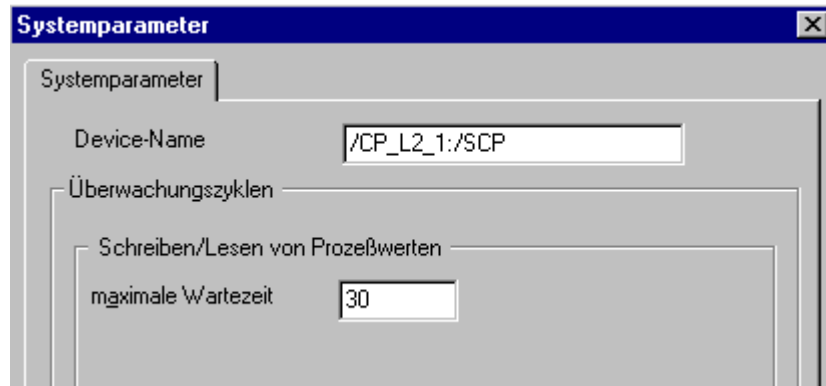 Systemparameter
Systemparameter
Device-Name /CP_L2_1:/SCP
Überwachungszyklen
Schreiben/Lesen von Prozeßwerten
maximale Wartezeit 30